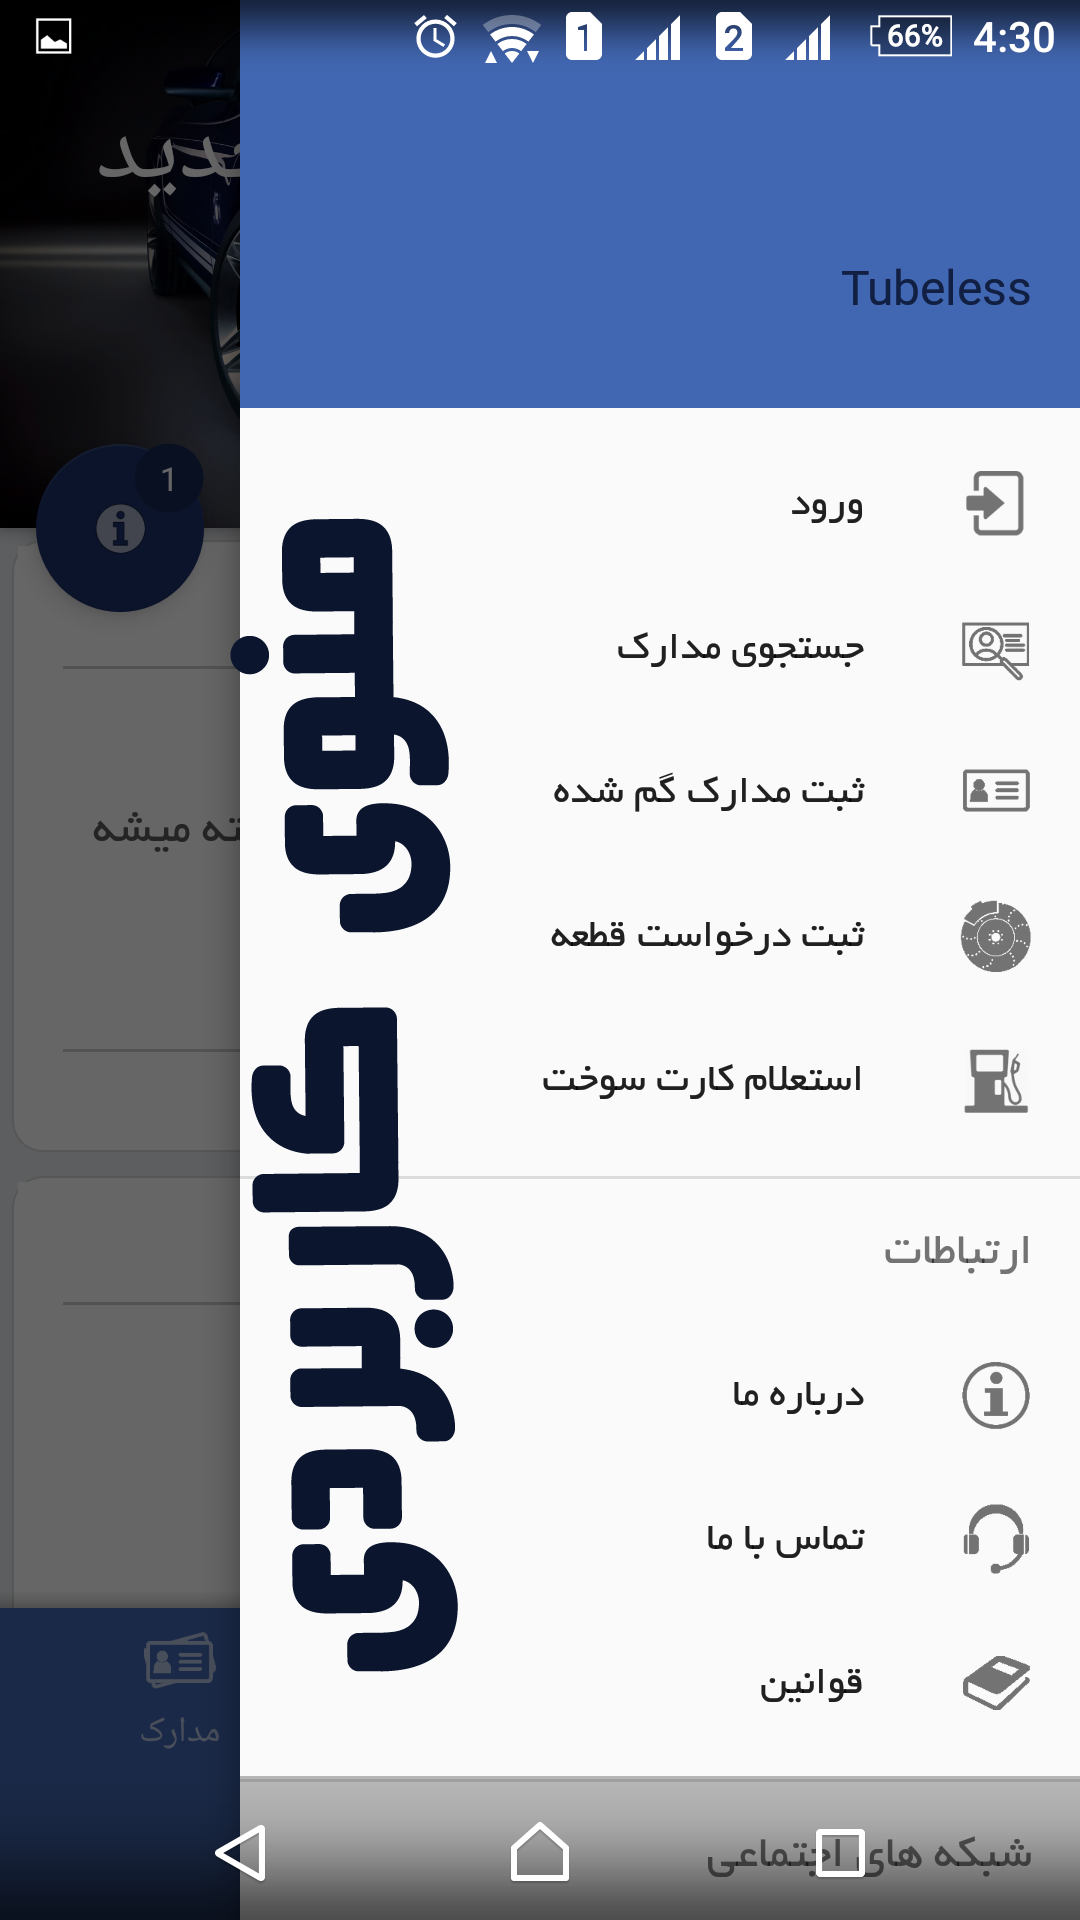 66% 4:30
1 2
Tubeless
ورود
جستجوی مدارک
ثبت مدارک گم شده
ثبت درخواست قطعه
استعلام کارت سوخت
ارتباطات
درباره ما
تماس با ما
قوانین
شبکه های اجتماعی
منوی کاربردی
1
ته میشه
مدارک